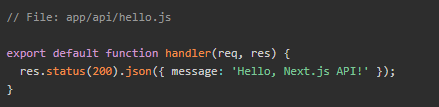 // File: app/api/hello.js
export default function handler(req, res) {
  res.status(200).json({ message: 'Hello, Next.js API!' });
}